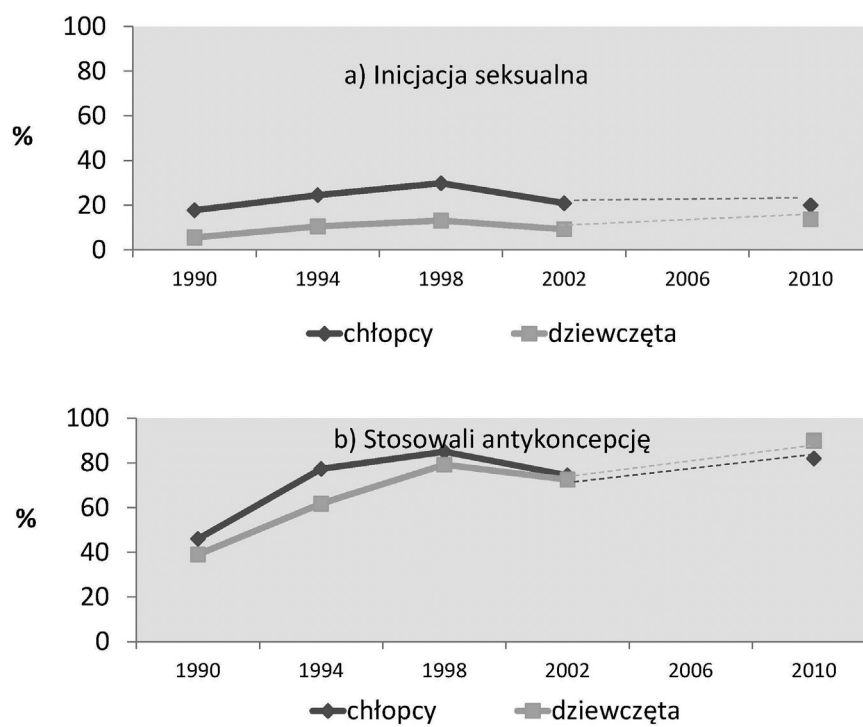 a) Inicjacja seksualna
100
80
60
%
40
20
0
1990 1994 1998 2002 2006 2010
chłopcy dziewczęta
b) Stosowali antykoncepcję
100
80
60
%
40
20
0
1990 1994 1998 2002 2006 2010
chłopcy dziewczęta